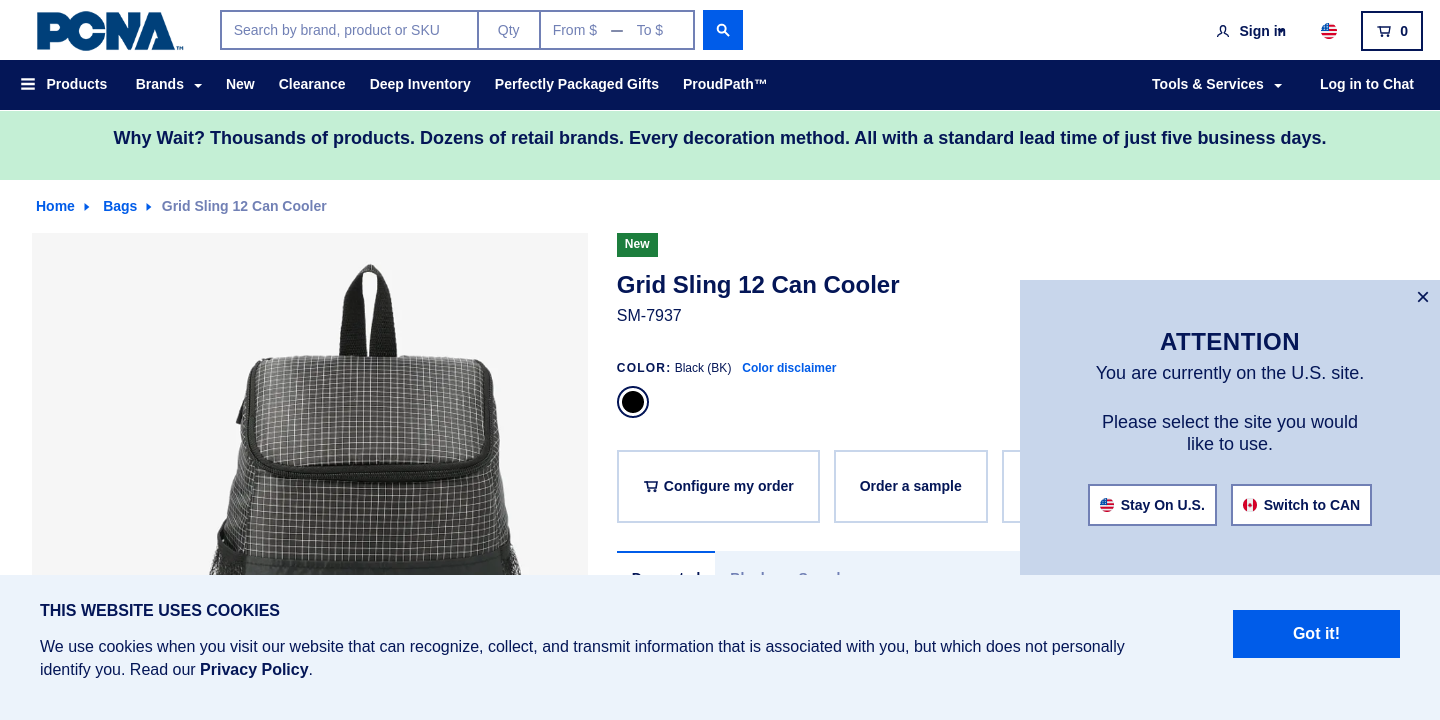 PCNA™
Search by brand, product or SKU
Qty
From $ — To $
Sign in
0
Products
Brands
New
Clearance
Deep Inventory
Perfectly Packaged Gifts
ProudPath™
Tools & Services
Log in to Chat
Why Wait? Thousands of products. Dozens of retail brands. Every decoration method. All with a standard lead time of just five business days.
Home
Bags
Grid Sling 12 Can Cooler
New
Grid Sling 12 Can Cooler
SM-7937
COLOR: Black (BK) Color disclaimer
Configure my order
Order a sample
×
ATTENTION
You are currently on the U.S. site.
Please select the site you would
like to use.
Stay On U.S.
Switch to CAN
THIS WEBSITE USES COOKIES
We use cookies when you visit our website that can recognize, collect, and transmit information that is associated with you, but which does not personally
identify you. Read our Privacy Policy.
Got it!